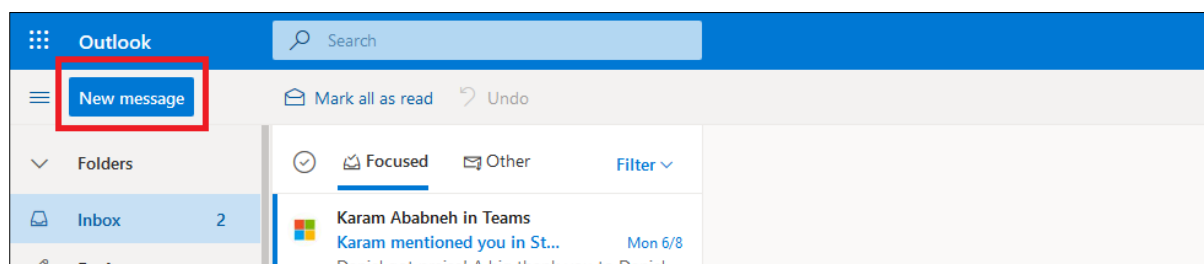 Outlook
Search
New message
Mark all as read
Undo
Folders
Focused
Other
Filter
Inbox 2
Karam Ababneh in Teams
Karam mentioned you in St... Mon 6/8